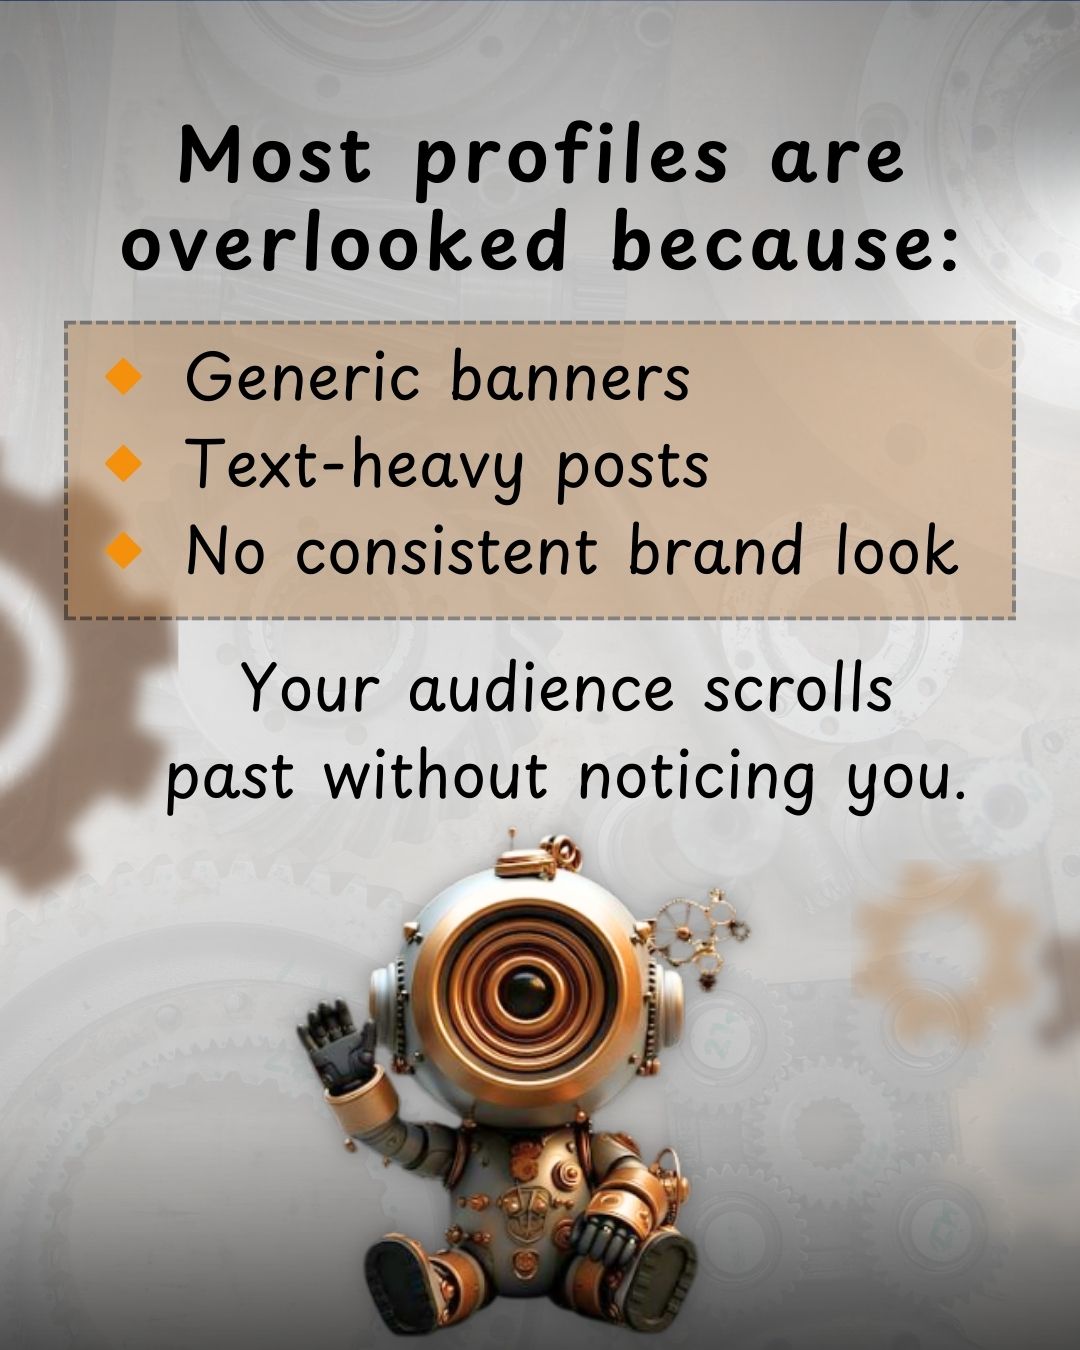 Most profiles are
overlooked because:
Generic banners
Text-heavy posts
No consistent brand look
Your audience scrolls
past without noticing you.